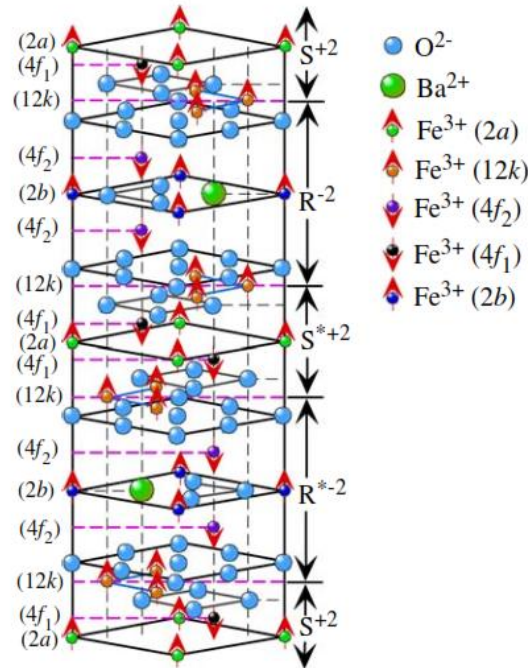 (2a)
(4f₁)
(12k)
(4f₂)
(2b)
(4f₂)
(12k)
(4f₁)
(2a)
(4f₁)
(12k)
(4f₂)
(2b)
(4f₂)
(12k)
(4f₁)
(2a)
S⁺²
R⁻²
S*⁺²
R*⁻²
S⁺²
O²⁻
Ba²⁺
Fe³⁺ (2a)
Fe³⁺ (12k)
Fe³⁺ (4f₂)
Fe³⁺ (4f₁)
Fe³⁺ (2b)